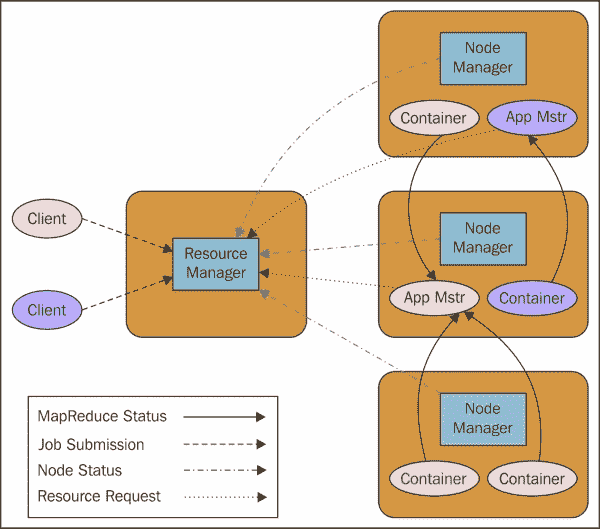 Node
Manager
Container
App Mstr
Client
Resource
Manager
Node
Manager
App Mstr
Container
Client
Node
Manager
Container
Container
MapReduce Status
Job Submission
Node Status
Resource Request